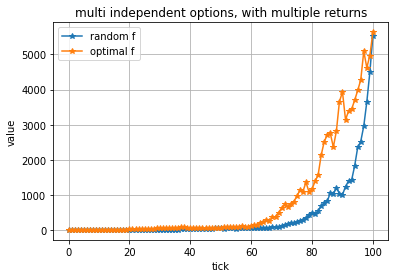 multi independent options, with multiple returns
random f
optimal f
5000
4000
3000
2000
1000
0
value
0 20 40 60 80 100
tick